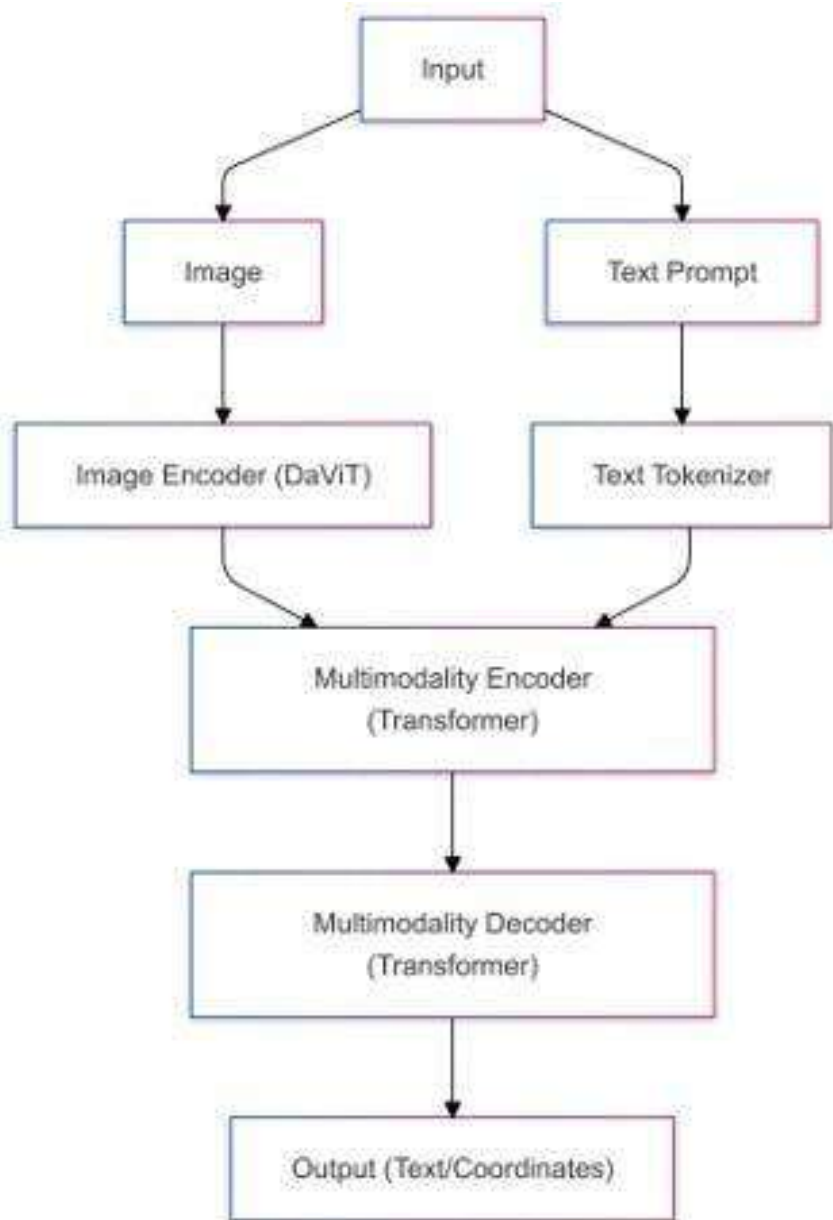 Input
Image
Text Prompt
Image Encoder (DaViT)
Text Tokenizer
Multimodality Encoder
(Transformer)
Multimodality Decoder
(Transformer)
Output (Text/Coordinates)